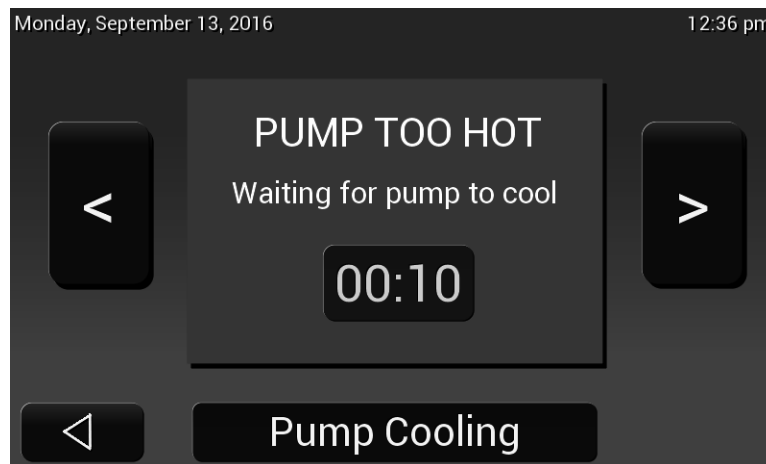 Monday, September 13, 2016 12:36 pm
PUMP TOO HOT
Waiting for pump to cool
< >
00:10
Pump Cooling